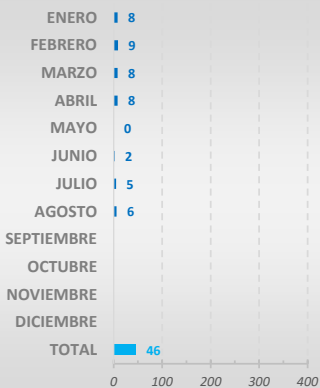 ENERO 8
FEBRERO 9
MARZO 8
ABRIL 8
MAYO 0
JUNIO 2
JULIO 5
AGOSTO 6
SEPTIEMBRE
OCTUBRE
NOVIEMBRE
DICIEMBRE
TOTAL 46
0 100 200 300 400